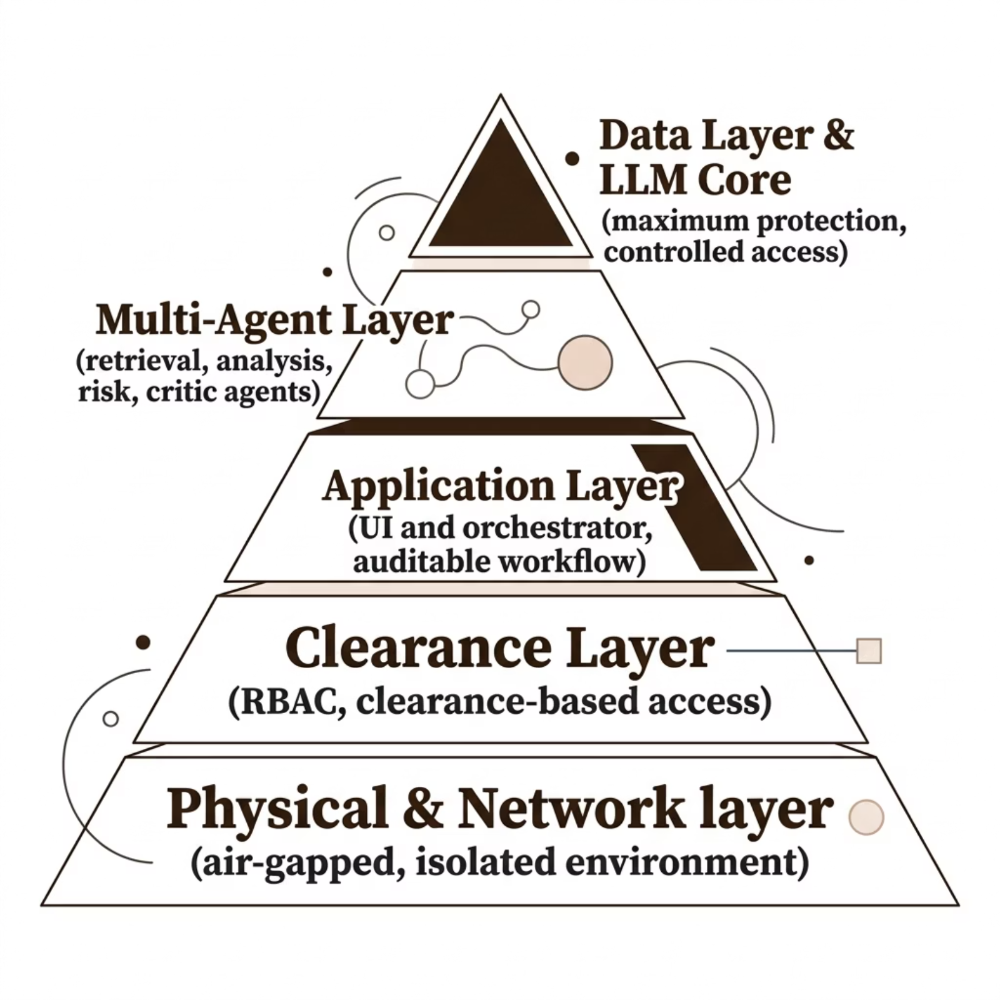 Data Layer &
LLM Core
(maximum protection,
controlled access)
Multi-Agent Layer
(retrieval, analysis,
risk, critic agents)
Application Layer
(UI and orchestrator,
auditable workflow)
Clearance Layer
(RBAC, clearance-based access)
Physical & Network layer
(air-gapped, isolated environment)